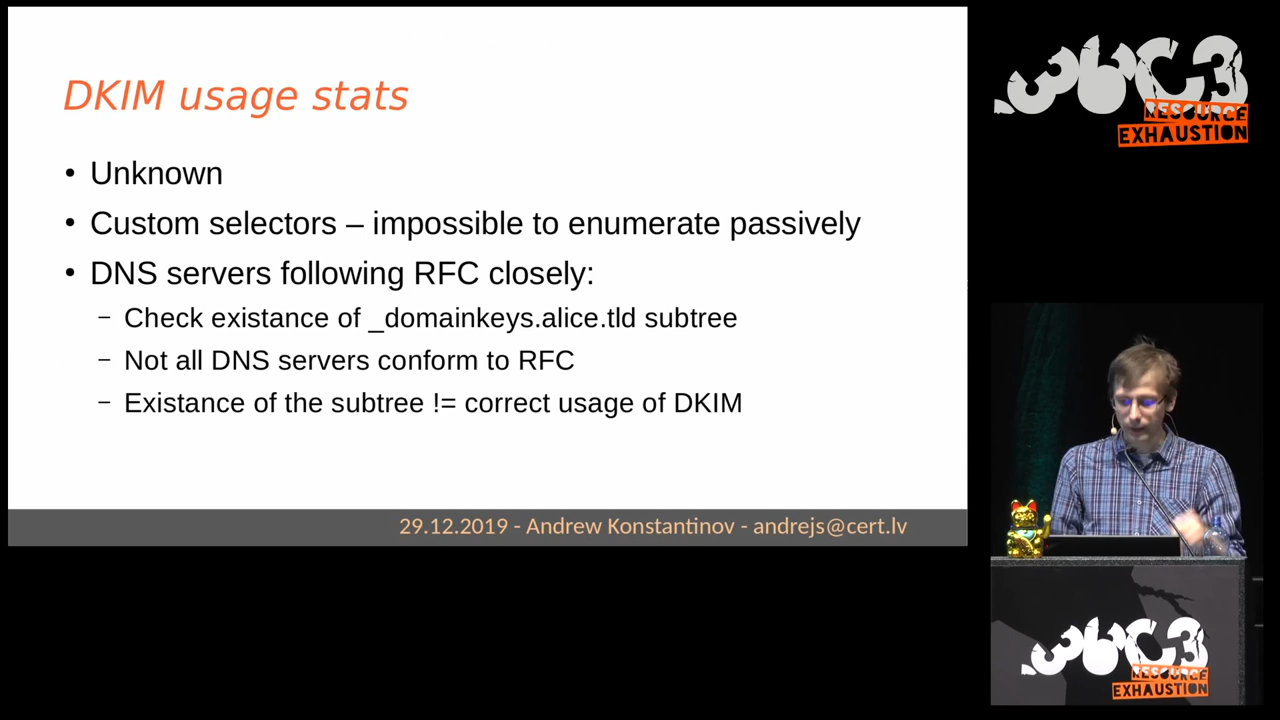 DKIM usage stats
• Unknown
• Custom selectors – impossible to enumerate passively
• DNS servers following RFC closely:
– Check existance of _domainkeys.alice.tld subtree
– Not all DNS servers conform to RFC
– Existance of the subtree != correct usage of DKIM
29.12.2019 - Andrew Konstantinov - andrejs@cert.lv
36C3
RESOURCE
EXHAUSTION
36C3
RESOURCE
EXHAUSTION